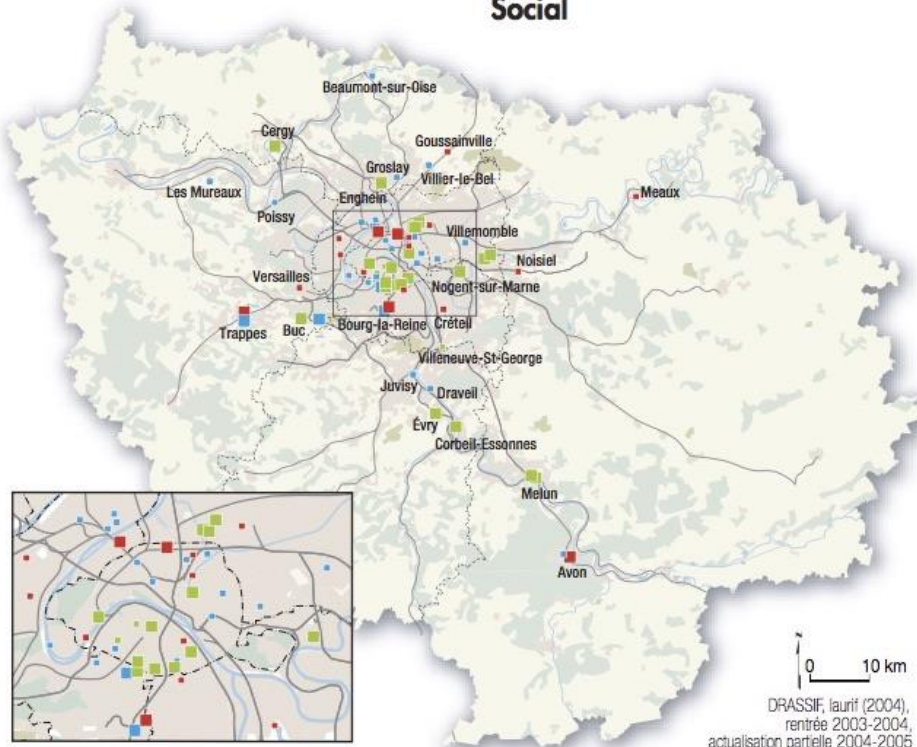 Social
Beaumont-sur-Oise
Cergy
Goussainville
Groslay
Villier-le-Bel
Les Mureaux
Enghein
Meaux
Poissy
Villemomble
Noisiel
Versailles
Nogent-sur-Marne
Trappes
Buc
Bourg-la-Reine
Créteil
Villeneuve-St-George
Juvisy
Draveil
Évry
Corbeil-Essonnes
Melun
Avon
N
0 10 km
DRASSIF, Iaurif (2004),
rentrée 2003-2004,
actualisation partielle 2004-2005